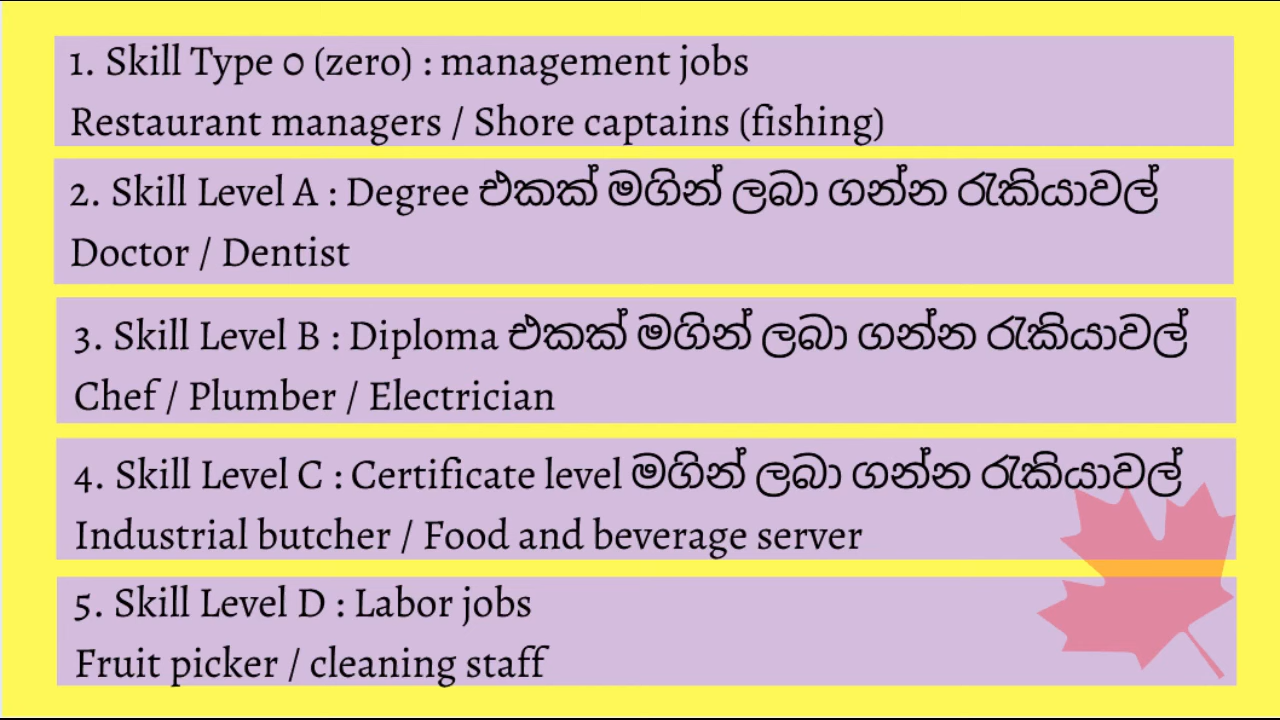 1. Skill Type 0 (zero) : management jobs
Restaurant managers / Shore captains (fishing)
2. Skill Level A : Degree එකක් මගින් ලබා ගන්න රැකියාවල්
Doctor / Dentist
3. Skill Level B : Diploma එකක් මගින් ලබා ගන්න රැකියාවල්
Chef / Plumber / Electrician
4. Skill Level C : Certificate level මගින් ලබා ගන්න රැකියාවල්
Industrial butcher / Food and beverage server
5. Skill Level D : Labor jobs
Fruit picker / cleaning staff